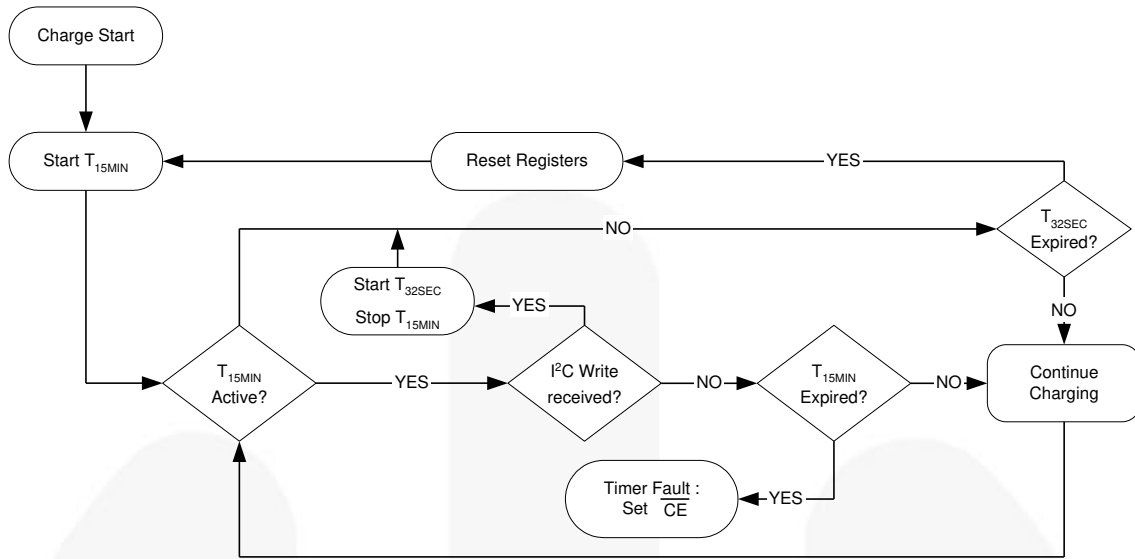 Charge Start
Start T15MIN
Reset Registers
YES
T32SEC
Expired?
NO
Start T32SEC
Stop T15MIN
YES
NO
T15MIN
Active?
YES
I²C Write
received?
NO
T15MIN
Expired?
NO
Continue
Charging
Timer Fault :
Set CE
YES